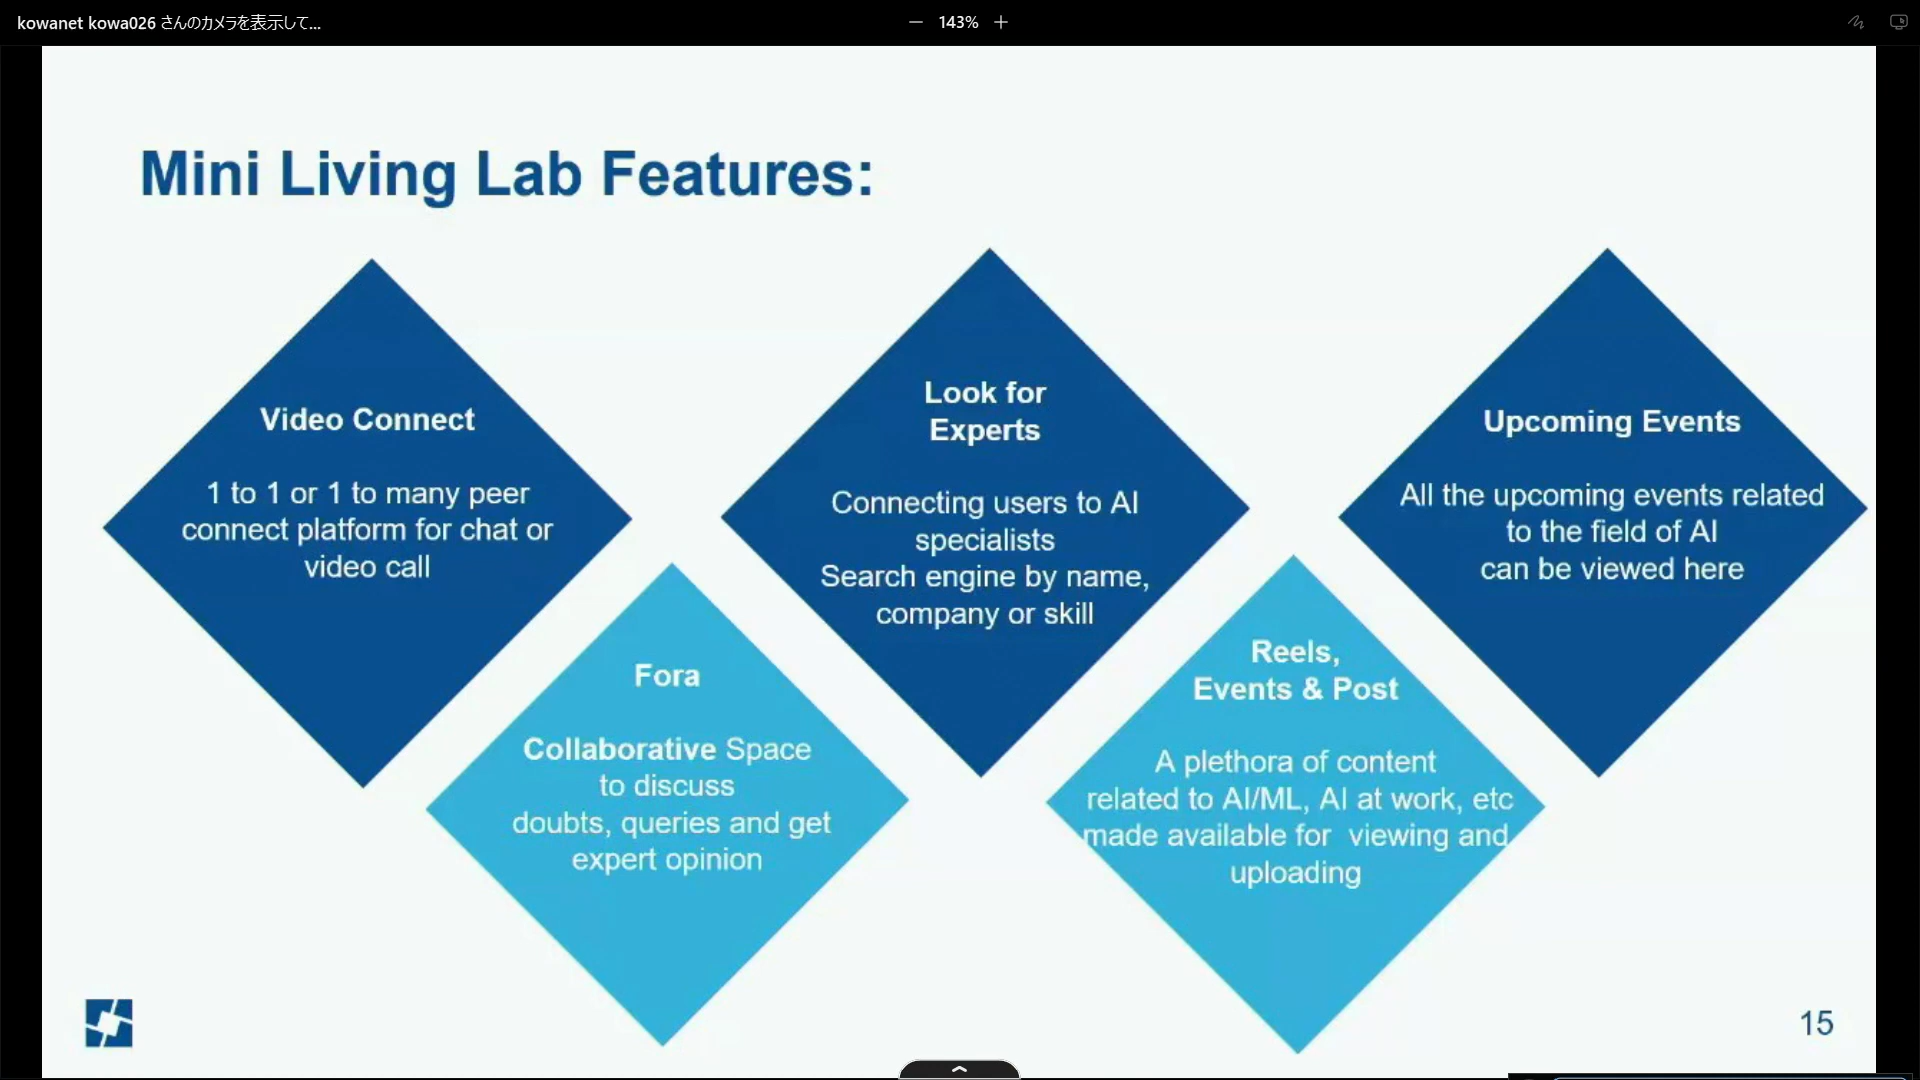 kowanet kowa026 さんのカメラを表示して...
143%
Mini Living Lab Features:
Video Connect
1 to 1 or 1 to many peer
connect platform for chat or
video call
Look for
Experts
Connecting users to AI
specialists
Search engine by name,
company or skill
Upcoming Events
All the upcoming events related
to the field of AI
can be viewed here
Fora
Collaborative Space
to discuss
doubts, queries and get
expert opinion
Reels,
Events & Post
A plethora of content
related to AI/ML, AI at work, etc
made available for  viewing and
uploading
15